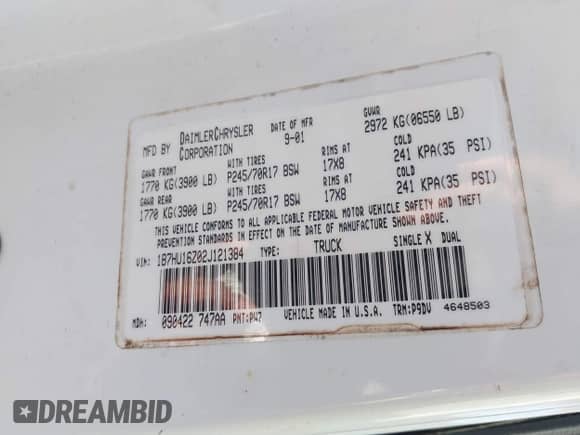 MFD BY DAIMLERCHRYSLER CORPORATION DATE OF MFR 9-01 GVWR 2972 KG(06550 LB)
GAWR FRONT WITH TIRES RIMS AT COLD
1770 KG(3900 LB) P245/70R17 BSW 17X8 241 KPA(35 PSI)
GAWR REAR WITH TIRES RIMS AT COLD
1770 KG(3900 LB) P245/70R17 BSW 17X8 241 KPA(35 PSI)
THIS VEHICLE CONFORMS TO ALL APPLICABLE FEDERAL MOTOR VEHICLE SAFETY AND THEFT
PREVENTION STANDARDS IN EFFECT ON THE DATE OF MANUFACTURE SHOWN ABOVE.
VIN: 1B7HU16Z02J121384 TYPE: TRUCK SINGLE X DUAL
MDH: 090422 747AA PNT:PW7 VEHICLE MADE IN U.S.A. TRM:P9DV 4648503
DREAMBID